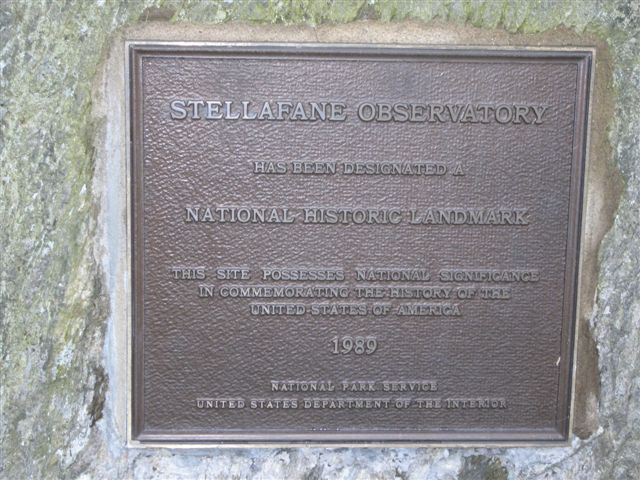 STELLAFANE OBSERVATORY
HAS BEEN DESIGNATED A
NATIONAL HISTORIC LANDMARK
THIS SITE POSSESSES NATIONAL SIGNIFICANCE
IN COMMEMORATING THE HISTORY OF THE
UNITED STATES OF AMERICA
1989
NATIONAL PARK SERVICE
UNITED STATES DEPARTMENT OF THE INTERIOR